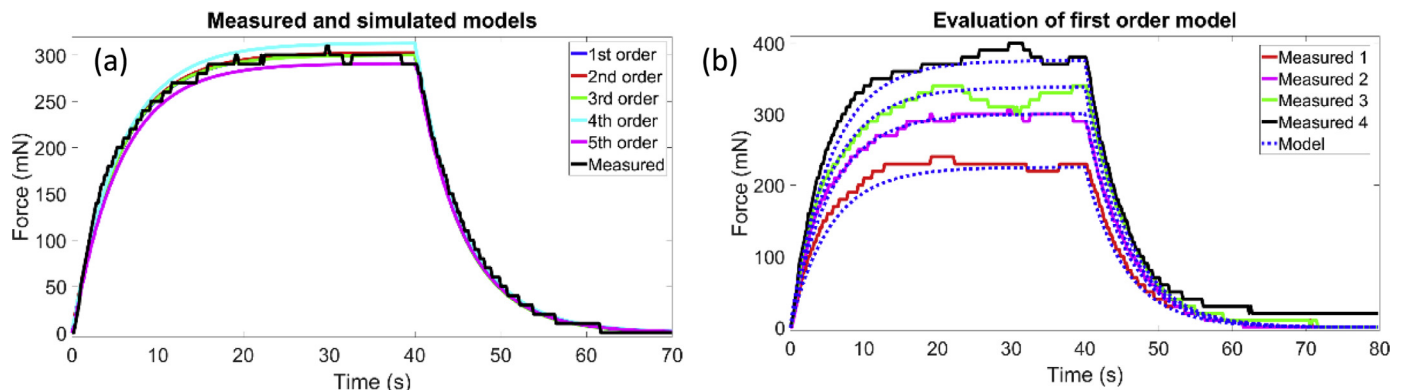 Measured and simulated models
(a)
1st order
2nd order
3rd order
4th order
5th order
Measured
300
250
200
150
100
50
0
Force (mN)
0 10 20 30 40 50 60 70
Time (s)
Evaluation of first order model
(b)
Measured 1
Measured 2
Measured 3
Measured 4
Model
400
300
200
100
0
Force (mN)
0 10 20 30 40 50 60 70 80
Time (s)